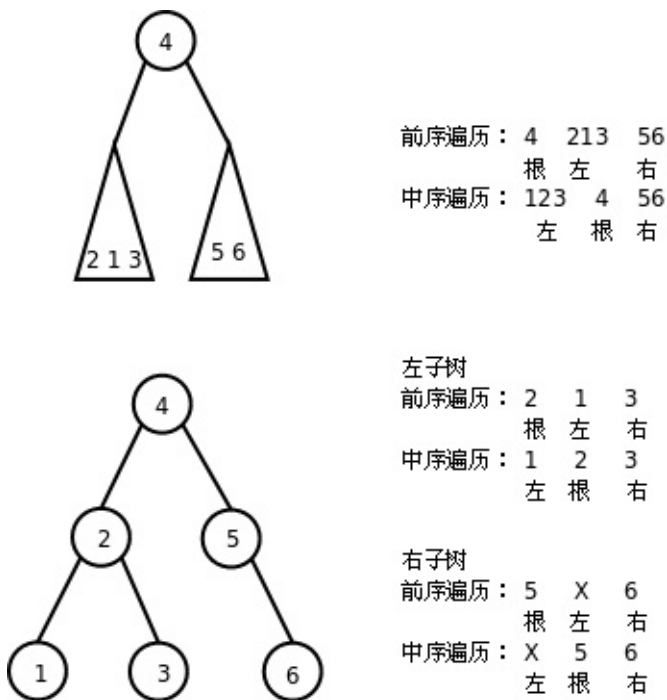 4
2 1 3
5 6
前序遍历： 4 213 56
根 左 右
中序遍历： 123 4 56
左 根 右
4
2
5
1
3
6
左子树
前序遍历： 2 1 3
根 左 右
中序遍历： 1 2 3
左 根 右
右子树
前序遍历： 5 X 6
根 左 右
中序遍历： X 5 6
左 根 右